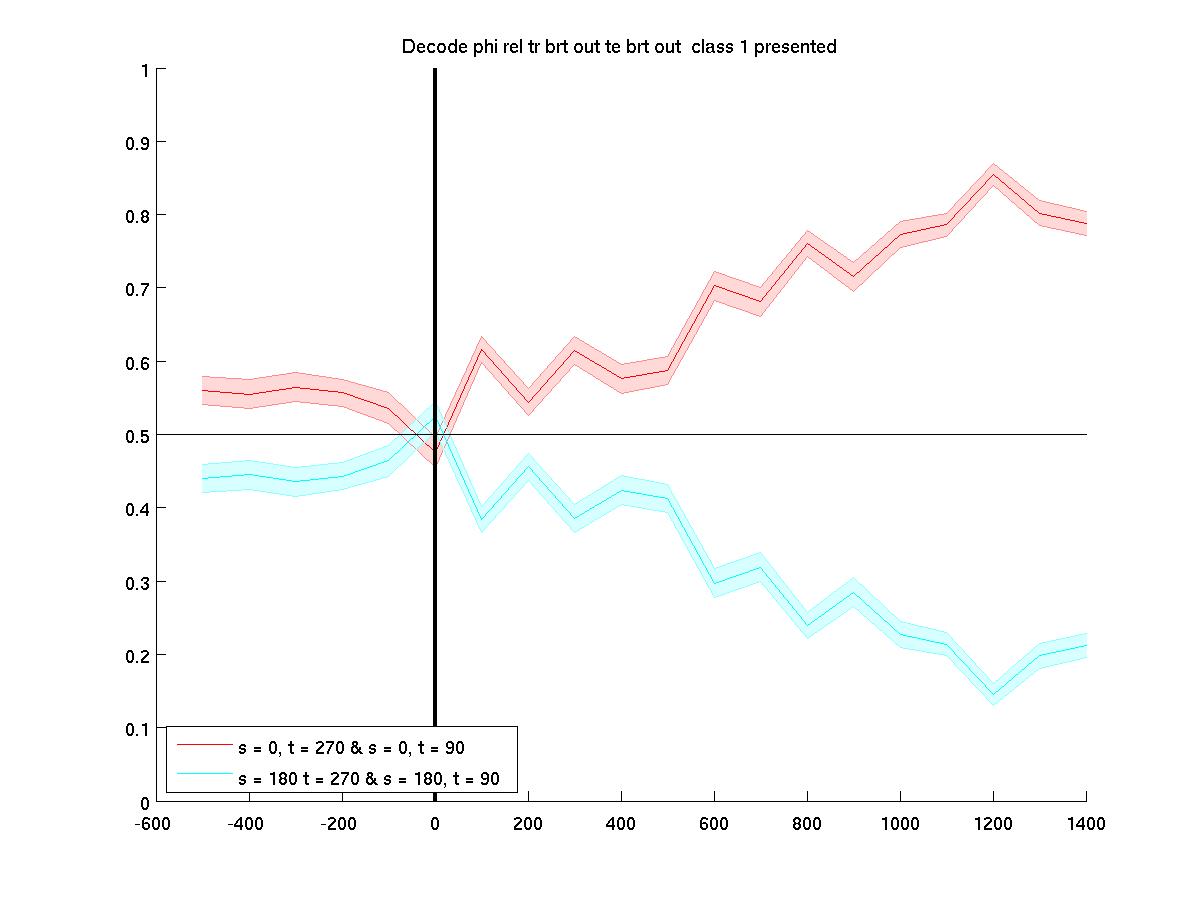 Decode phi rel tr brt out te brt out  class 1 presented
1
0.9
0.8
0.7
0.6
0.5
0.4
0.3
0.2
0.1
0
s = 0, t = 270 & s = 0, t = 90
s = 180 t = 270 & s = 180, t = 90
-600 -400 -200 0 200 400 600 800 1000 1200 1400